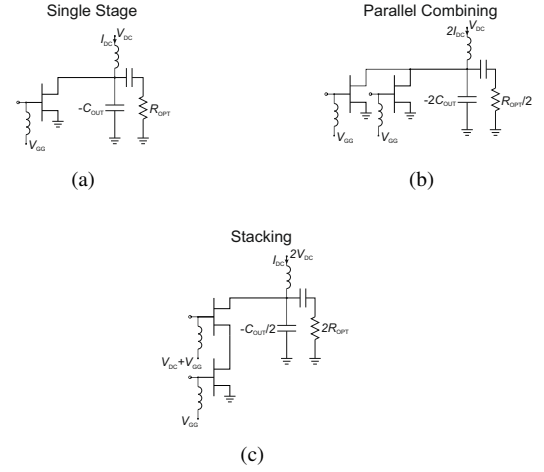 Single Stage
I_DC V_DC
-C_OUT R_OPT
V_GG
(a)
Parallel Combining
2I_DC V_DC
-2C_OUT R_OPT/2
V_GG V_GG
(b)
Stacking
I_DC 2V_DC
-C_OUT/2 2R_OPT
V_DC+V_GG
V_GG
(c)